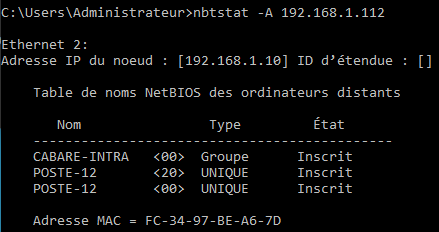 C:\Users\Administrateur>nbtstat -A 192.168.1.112
Ethernet 2:
Adresse IP du noeud : [192.168.1.10] ID d’étendue : []
Table de noms NetBIOS des ordinateurs distants
Nom Type État
---------------------------------------------
CABARE-INTRA <00> Groupe Inscrit
POSTE-12 <20> UNIQUE Inscrit
POSTE-12 <00> UNIQUE Inscrit
Adresse MAC = FC-34-97-BE-A6-7D